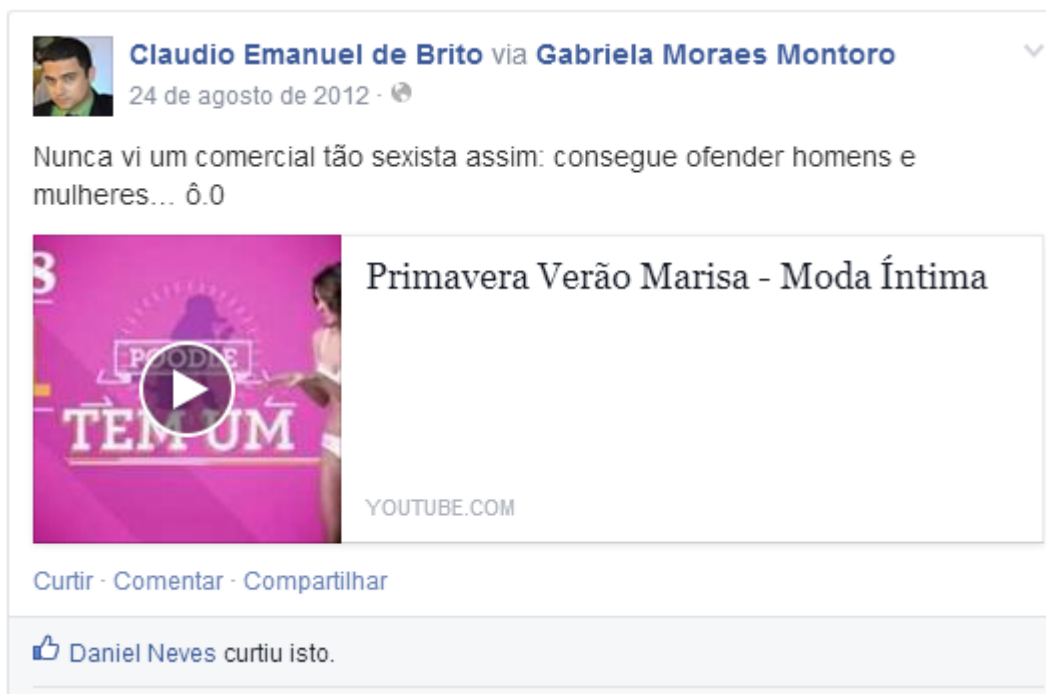 Claudio Emanuel de Brito via Gabriela Moraes Montoro
24 de agosto de 2012 ·
Nunca vi um comercial tão sexista assim: consegue ofender homens e
mulheres... ô.0
8
POODLE
TEM UM
Primavera Verão Marisa - Moda Íntima
YOUTUBE.COM
Curtir · Comentar · Compartilhar
Daniel Neves curtiu isto.